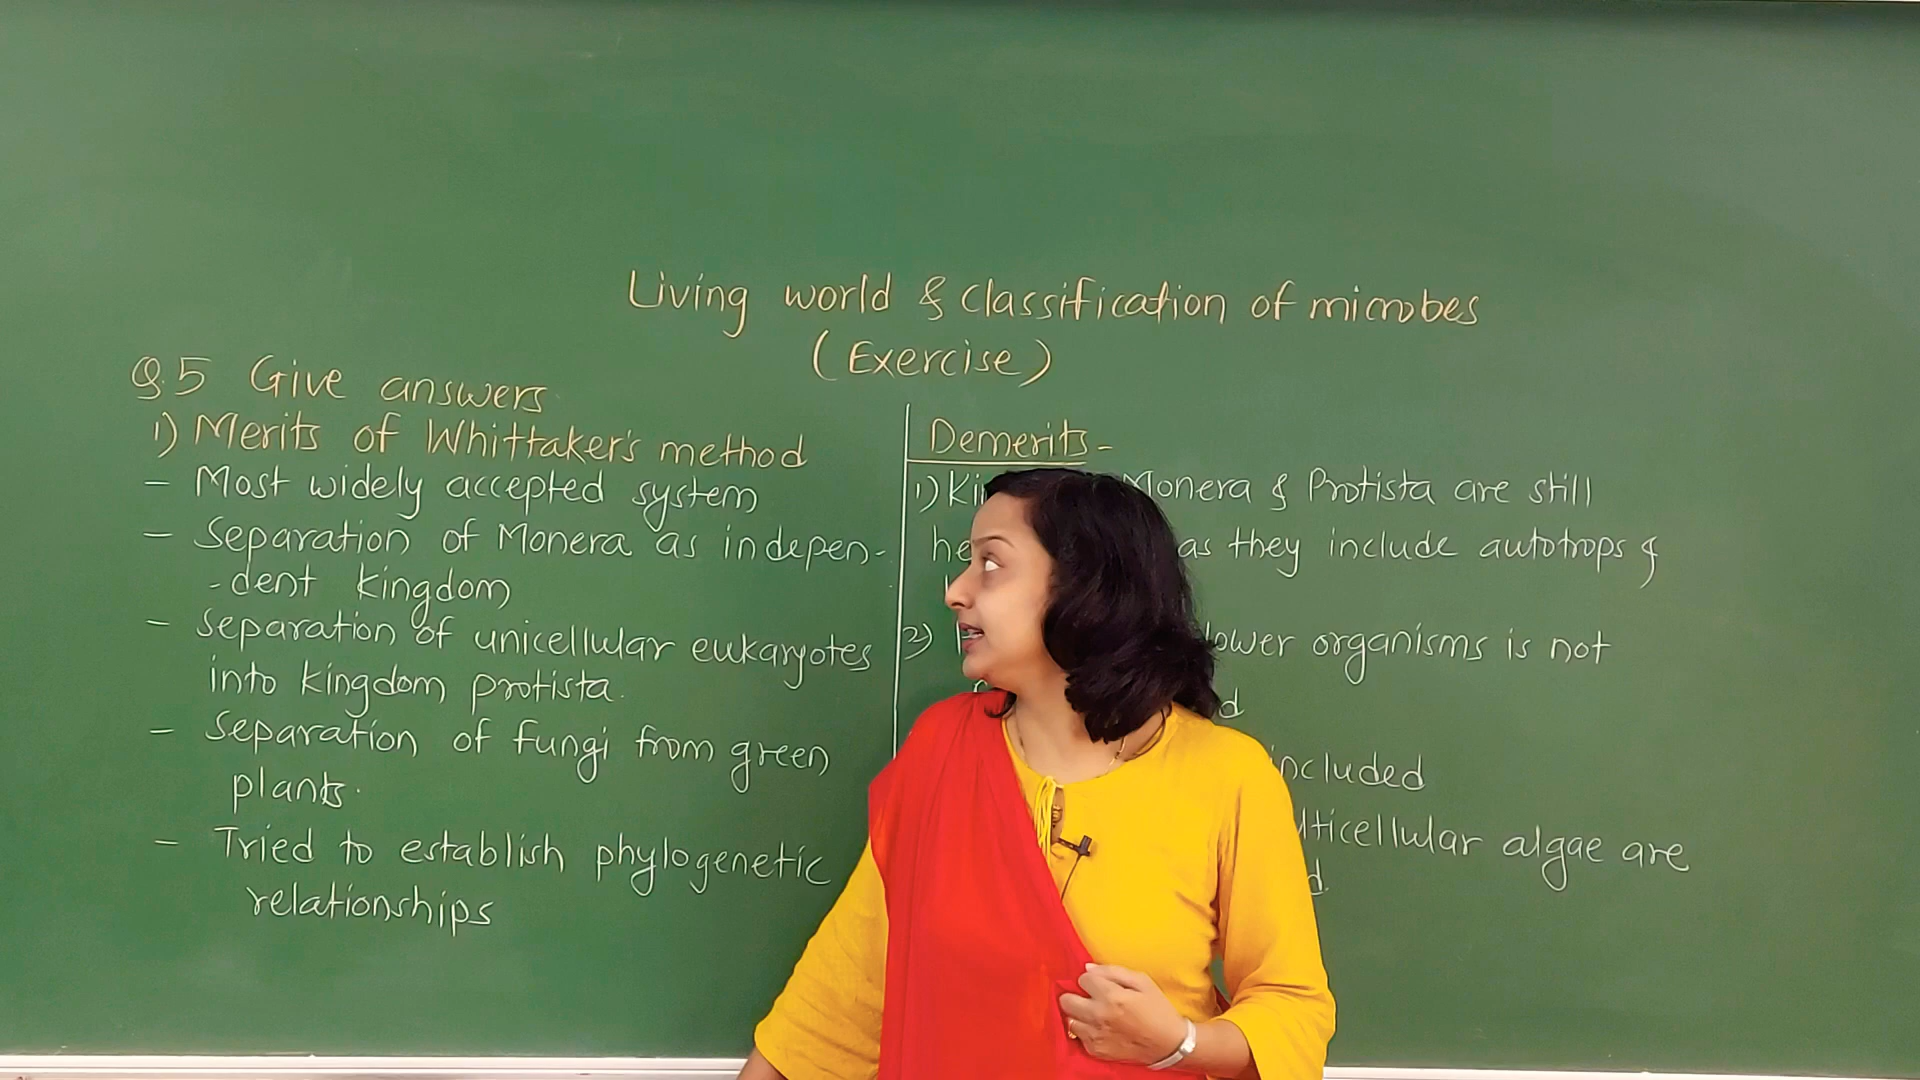 Living world & classification of microbes
(Exercise)
Q.5 Give answers
1) Merits of Whittaker's method
- Most widely accepted system
- Separation of Monera as indepen-
-dent kingdom
- Separation of unicellular eukaryotes
into kingdom protista.
- Separation of fungi from green
plants.
- Tried to establish phylogenetic
relationships
Demerits -
1) Monera & Protista are still
as they include autotrops &
2) lower organisms is not
included
algae are